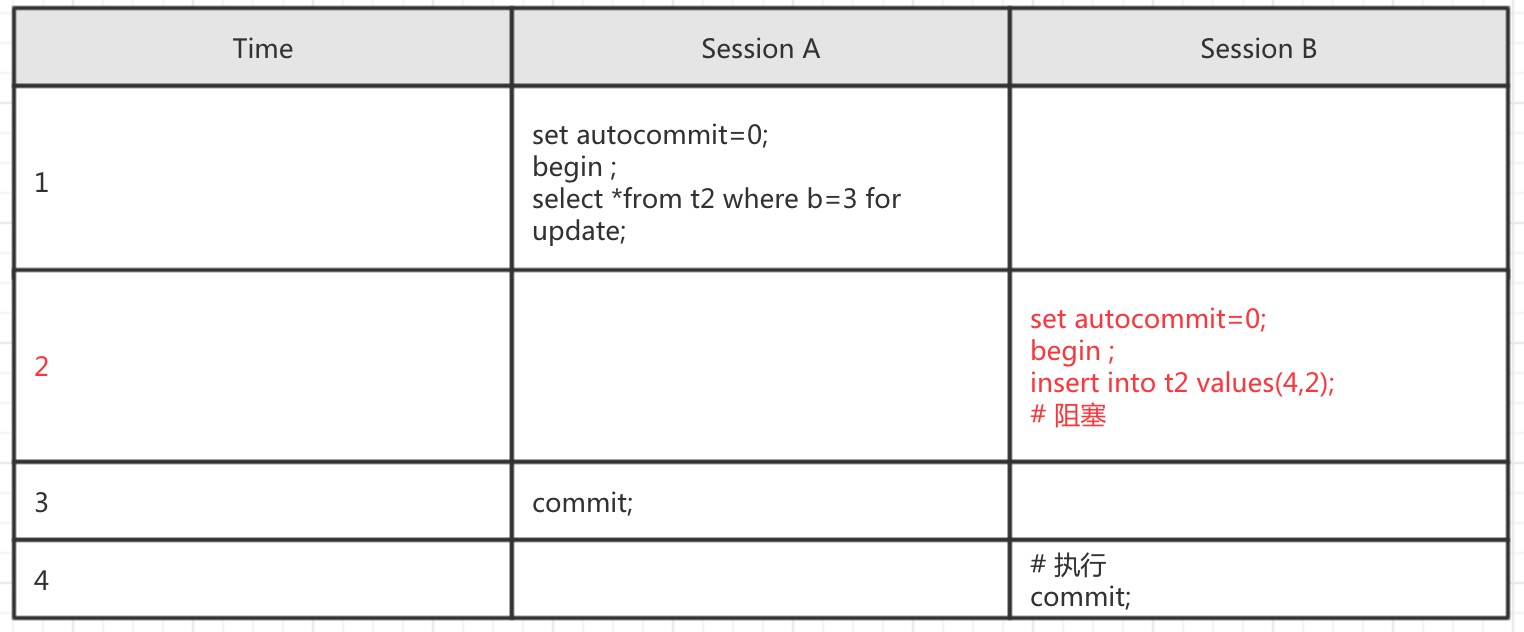 Time
Session A
Session B
1
set autocommit=0;
begin ;
select *from t2 where b=3 for
update;
2
set autocommit=0;
begin ;
insert into t2 values(4,2);
# 阻塞
3
commit;
4
# 执行
commit;